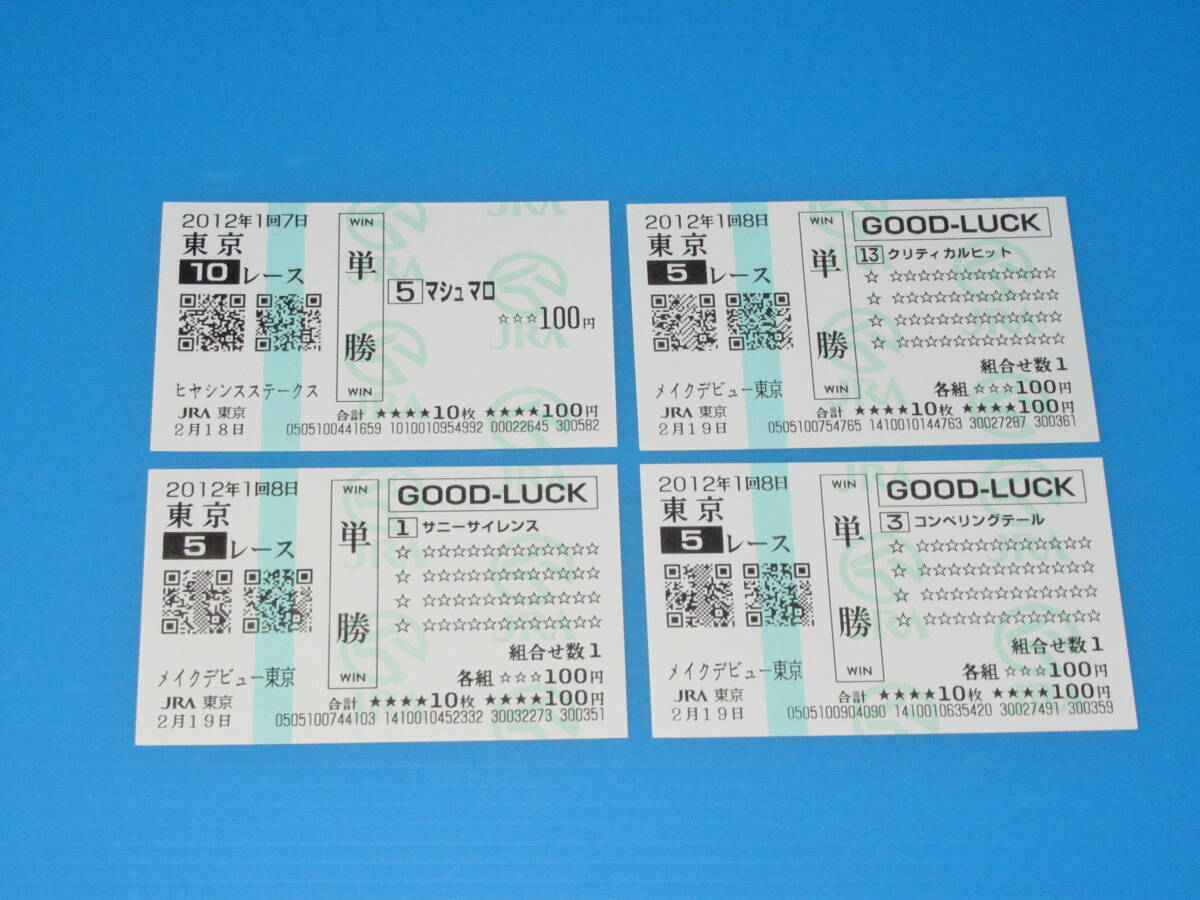 2012年1回7日
東京
10 レース
ヒヤシンスステークス
JRA 東京
2月18日
WIN
単
勝
WIN
5 マシュマロ
☆☆☆100円
合計 ★★★★10枚 ★★★★100円
0505100441659 1010010954992 00022645 300582
2012年1回8日
東京
5 レース
メイクデビュー東京
JRA 東京
2月19日
WIN
単
勝
WIN
GOOD-LUCK
13 クリティカルヒット
☆ ☆☆☆☆☆☆☆☆☆☆☆☆☆
☆ ☆☆☆☆☆☆☆☆☆☆☆☆☆
☆ ☆☆☆☆☆☆☆☆☆☆☆☆☆
☆ ☆☆☆☆☆☆☆☆☆☆☆☆☆
組合せ数1
各組 ☆☆☆100円
合計 ★★★★10枚 ★★★★100円
0505100754765 1410010144763 30027287 300361
2012年1回8日
東京
5 レース
メイクデビュー東京
JRA 東京
2月19日
WIN
単
勝
WIN
GOOD-LUCK
1 サニーサイレンス
☆ ☆☆☆☆☆☆☆☆☆☆☆☆☆
☆ ☆☆☆☆☆☆☆☆☆☆☆☆☆
☆ ☆☆☆☆☆☆☆☆☆☆☆☆☆
☆ ☆☆☆☆☆☆☆☆☆☆☆☆☆
組合せ数1
各組 ☆☆☆100円
合計 ★★★★10枚 ★★★★100円
0505100744103 1410010452332 30032273 300351
2012年1回8日
東京
5 レース
メイクデビュー東京
JRA 東京
2月19日
WIN
単
勝
WIN
GOOD-LUCK
3 コンペリングテール
☆ ☆☆☆☆☆☆☆☆☆☆☆☆☆
☆ ☆☆☆☆☆☆☆☆☆☆☆☆☆
☆ ☆☆☆☆☆☆☆☆☆☆☆☆☆
☆ ☆☆☆☆☆☆☆☆☆☆☆☆☆
組合せ数1
各組 ☆☆☆100円
合計 ★★★★10枚 ★★★★100円
0505100904090 1410010635420 30027491 300359